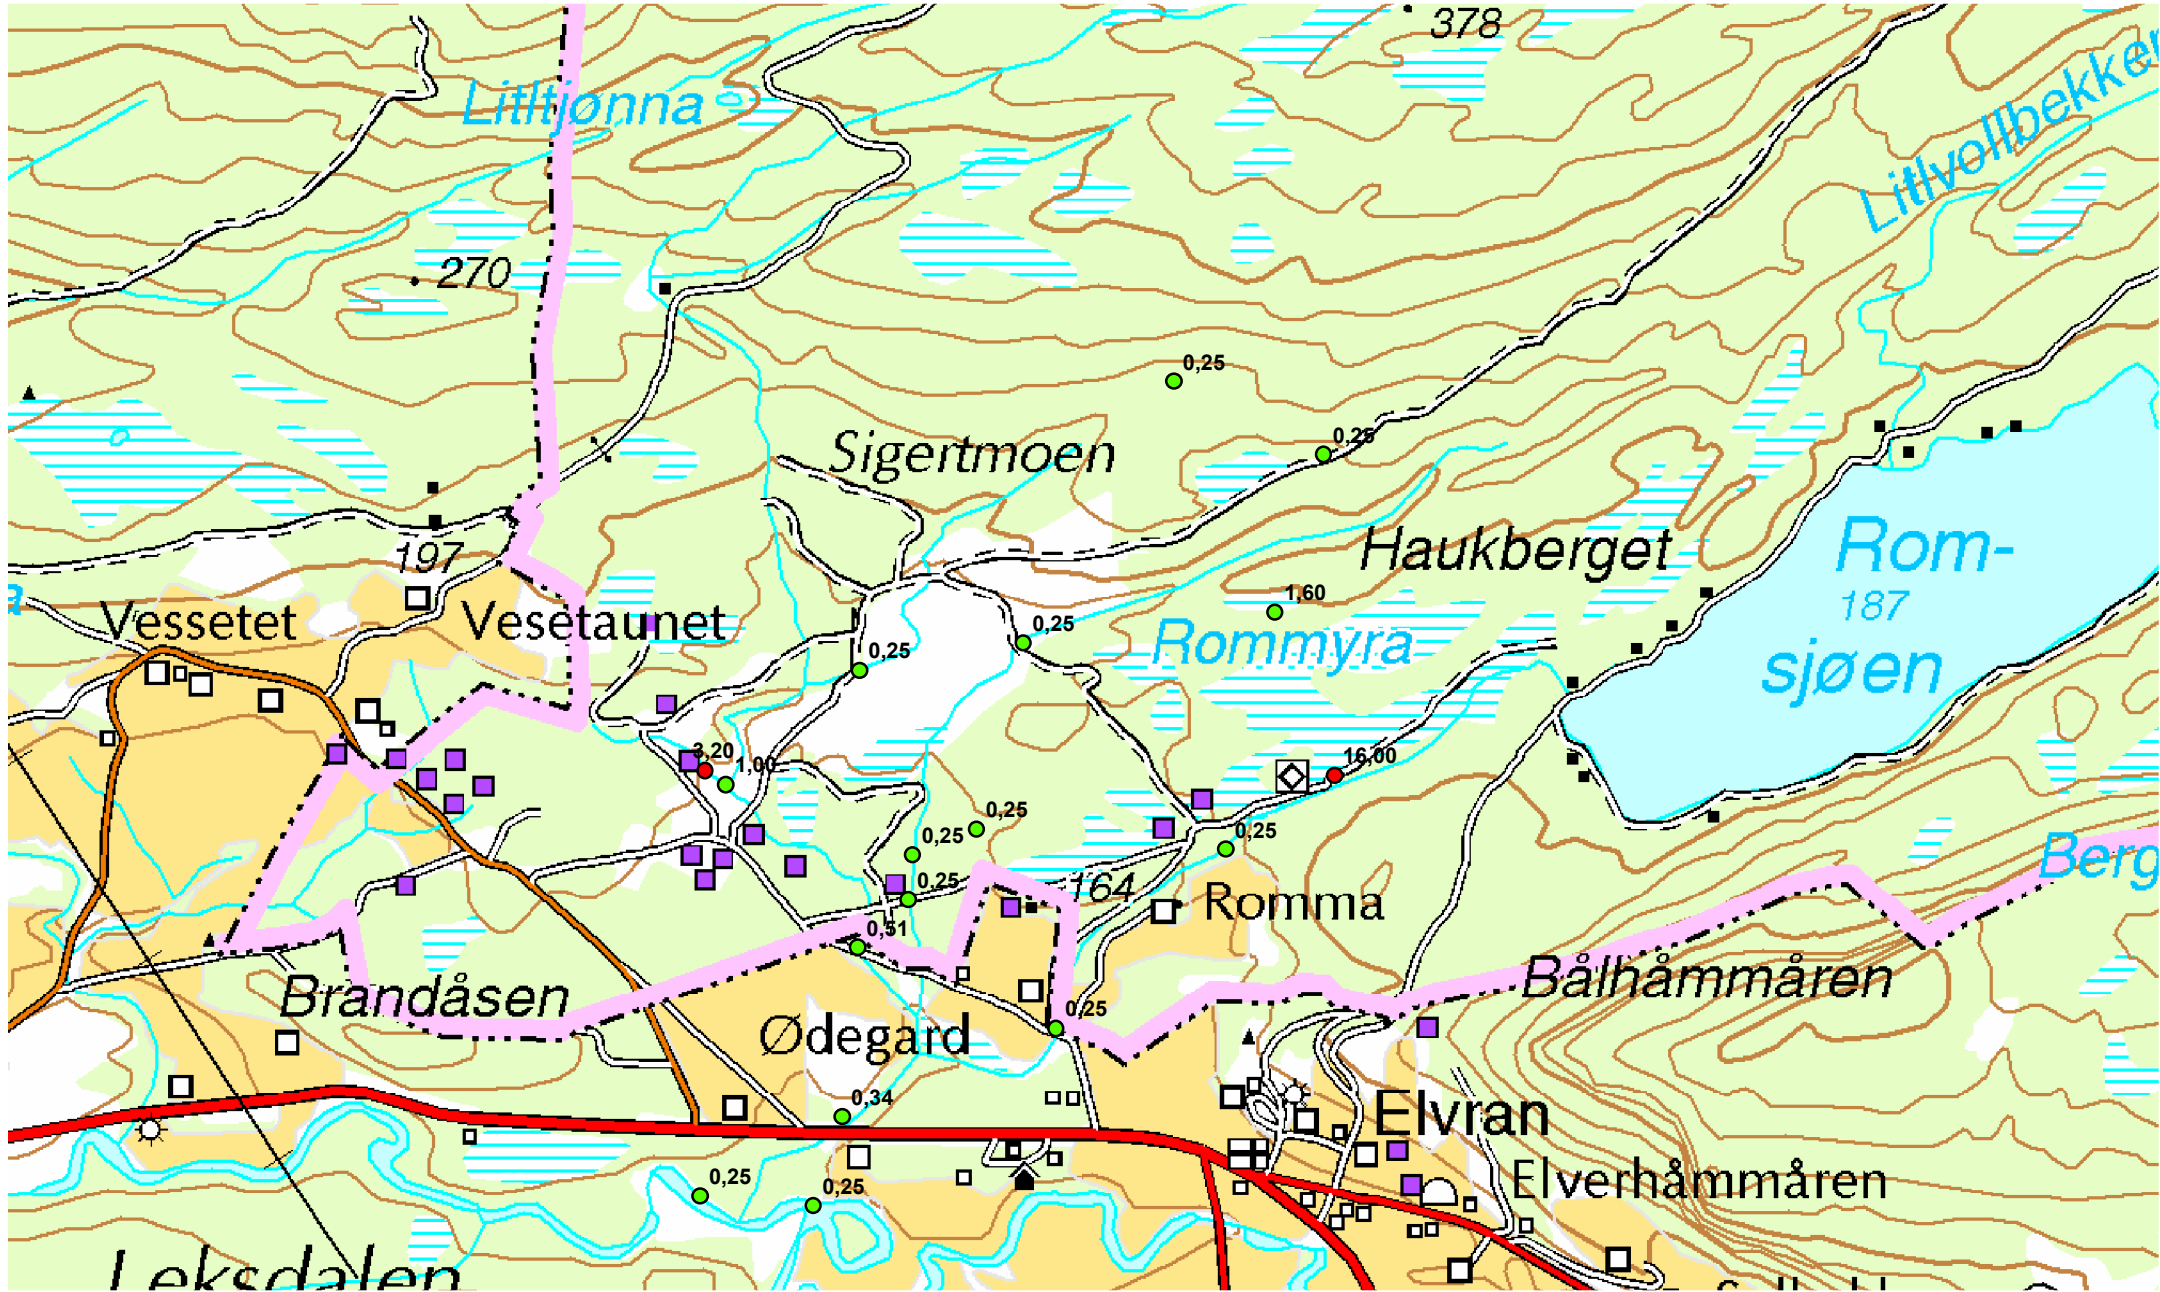 378
Litltjønna
Litlvollbekken
270
0,25
0,25
Sigertmoen
Haukberget
Rom-
187
sjøen
197
Vessetet
Vesetaunet
1,60
0,25
Rommyra
0,25
3,20
1,00
16,00
0,25
0,25
0,25
0,25
164
Romma
Berg
0,51
Brandåsen
Bålhåmmåren
0,25
Ødegard
0,34
Elvran
0,25
0,25
Elverhåmmåren
Leksdalen